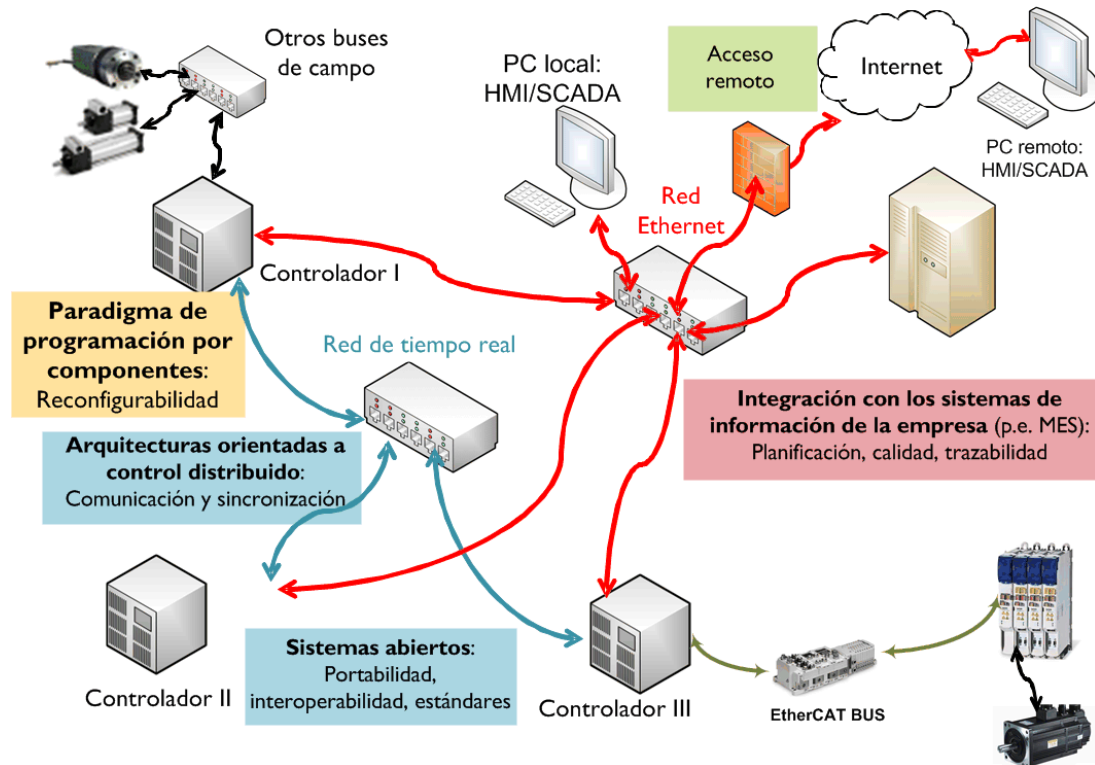 Otros buses
de campo
PC local:
HMI/SCADA
Acceso
remoto
Internet
PC remoto:
HMI/SCADA
Red
Ethernet
Controlador I
Paradigma de
programación por
componentes:
Reconfigurabilidad
Red de tiempo real
Integración con los sistemas de
información de la empresa (p.e. MES):
Planificación, calidad, trazabilidad
Arquitecturas orientadas a
control distribuido:
Comunicación y sincronización
Sistemas abiertos:
Portabilidad,
interoperabilidad, estándares
Controlador II
Controlador III
EtherCAT BUS